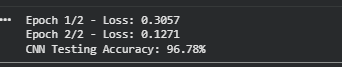 Epoch 1/2 - Loss: 0.3057
Epoch 2/2 - Loss: 0.1271
CNN Testing Accuracy: 96.78%